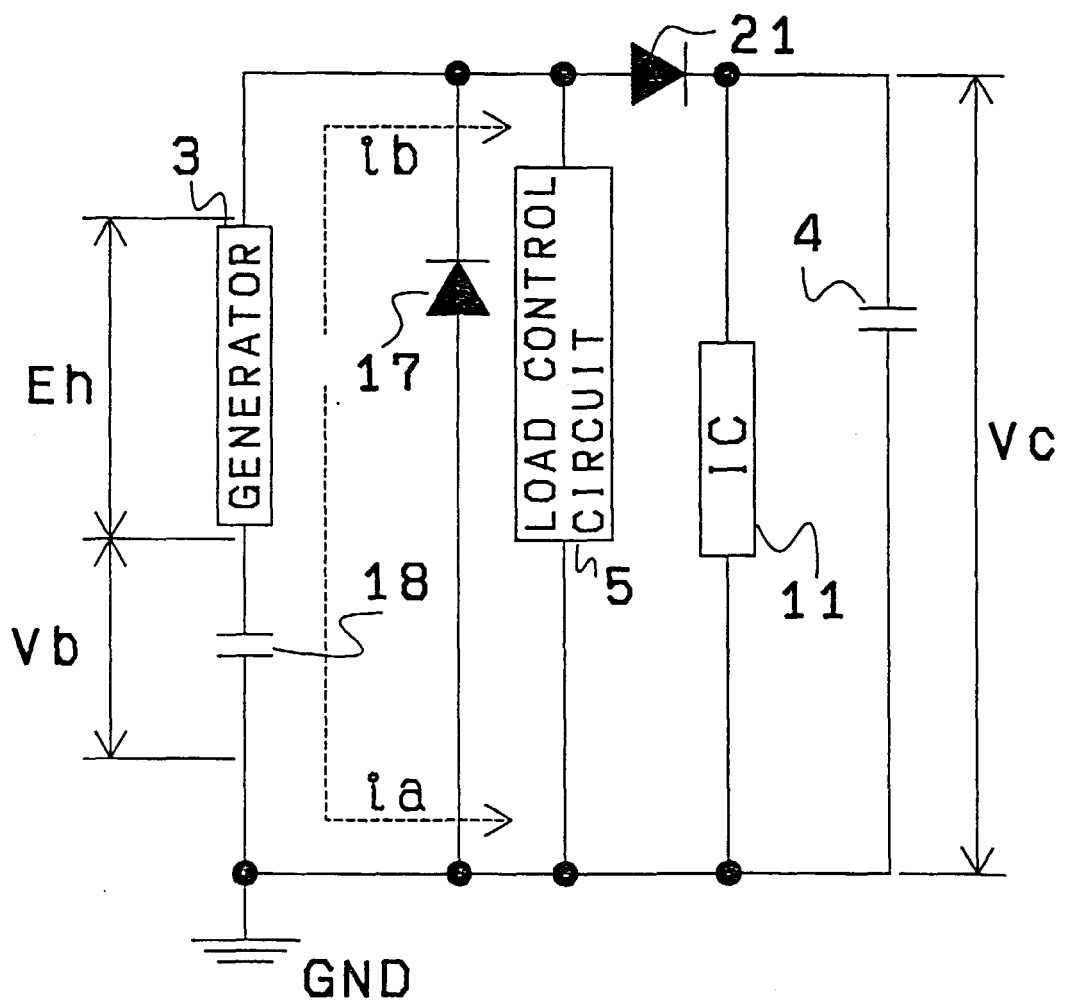 21
3
ib
4
GENERATOR
LOAD CONTROL
CIRCUIT
17
Eh
IC
Vc
18
5
11
Vb
ia
GND